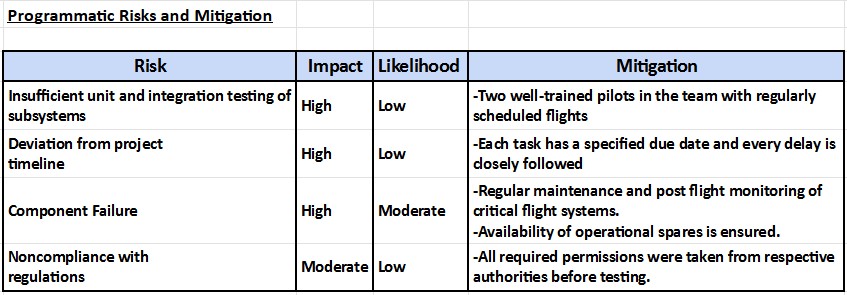 Programmatic Risks and Mitigation
Risk Impact Likelihood Mitigation
Insufficient unit and integration testing of
subsystems
High
Low
-Two well-trained pilots in the team with regularly
scheduled flights
Deviation from project
timeline
High
Low
-Each task has a specified due date and every delay is
closely followed
Component Failure
High
Moderate
-Regular maintenance and post flight monitoring of
critical flight systems.
-Availability of operational spares is ensured.
Noncompliance with
regulations
Moderate
Low
-All required permissions were taken from respective
authorities before testing.